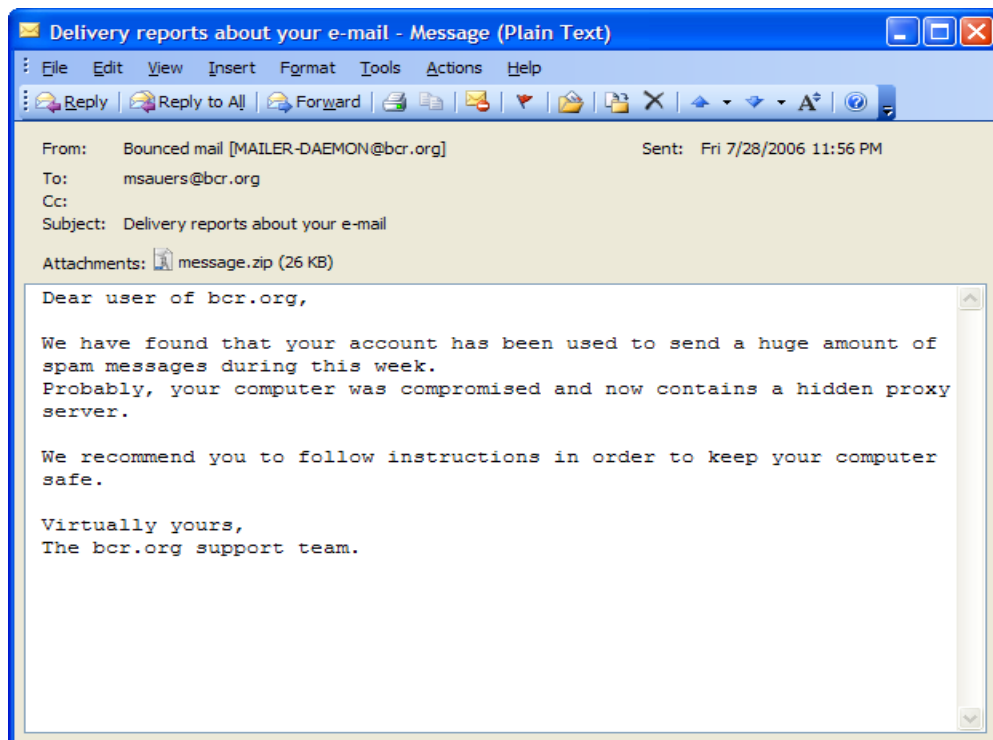 Delivery reports about your e-mail - Message (Plain Text)
File Edit View Insert Format Tools Actions Help
Reply Reply to All Forward
From: Bounced mail [MAILER-DAEMON@bcr.org] Sent: Fri 7/28/2006 11:56 PM
To: msauers@bcr.org
Cc:
Subject: Delivery reports about your e-mail
Attachments: message.zip (26 KB)
Dear user of bcr.org,
We have found that your account has been used to send a huge amount of
spam messages during this week.
Probably, your computer was compromised and now contains a hidden proxy
server.
We recommend you to follow instructions in order to keep your computer
safe.
Virtually yours,
The bcr.org support team.